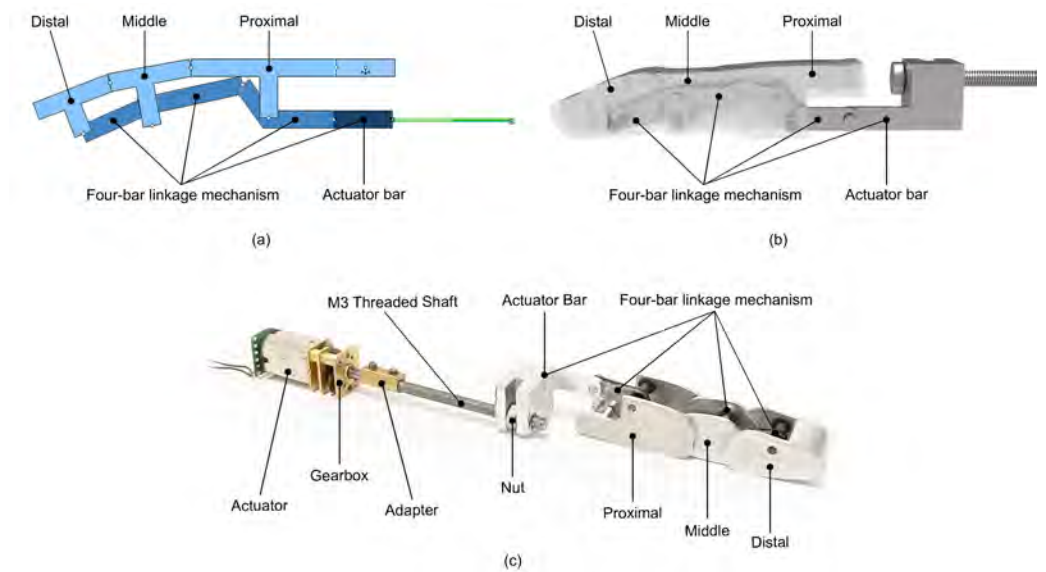 Distal
Middle
Proximal
Four-bar linkage mechanism
Actuator bar
(a)
Distal
Middle
Proximal
Four-bar linkage mechanism
Actuator bar
(b)
M3 Threaded Shaft
Actuator Bar
Four-bar linkage mechanism
Actuator
Gearbox
Adapter
Nut
Proximal
Middle
Distal
(c)